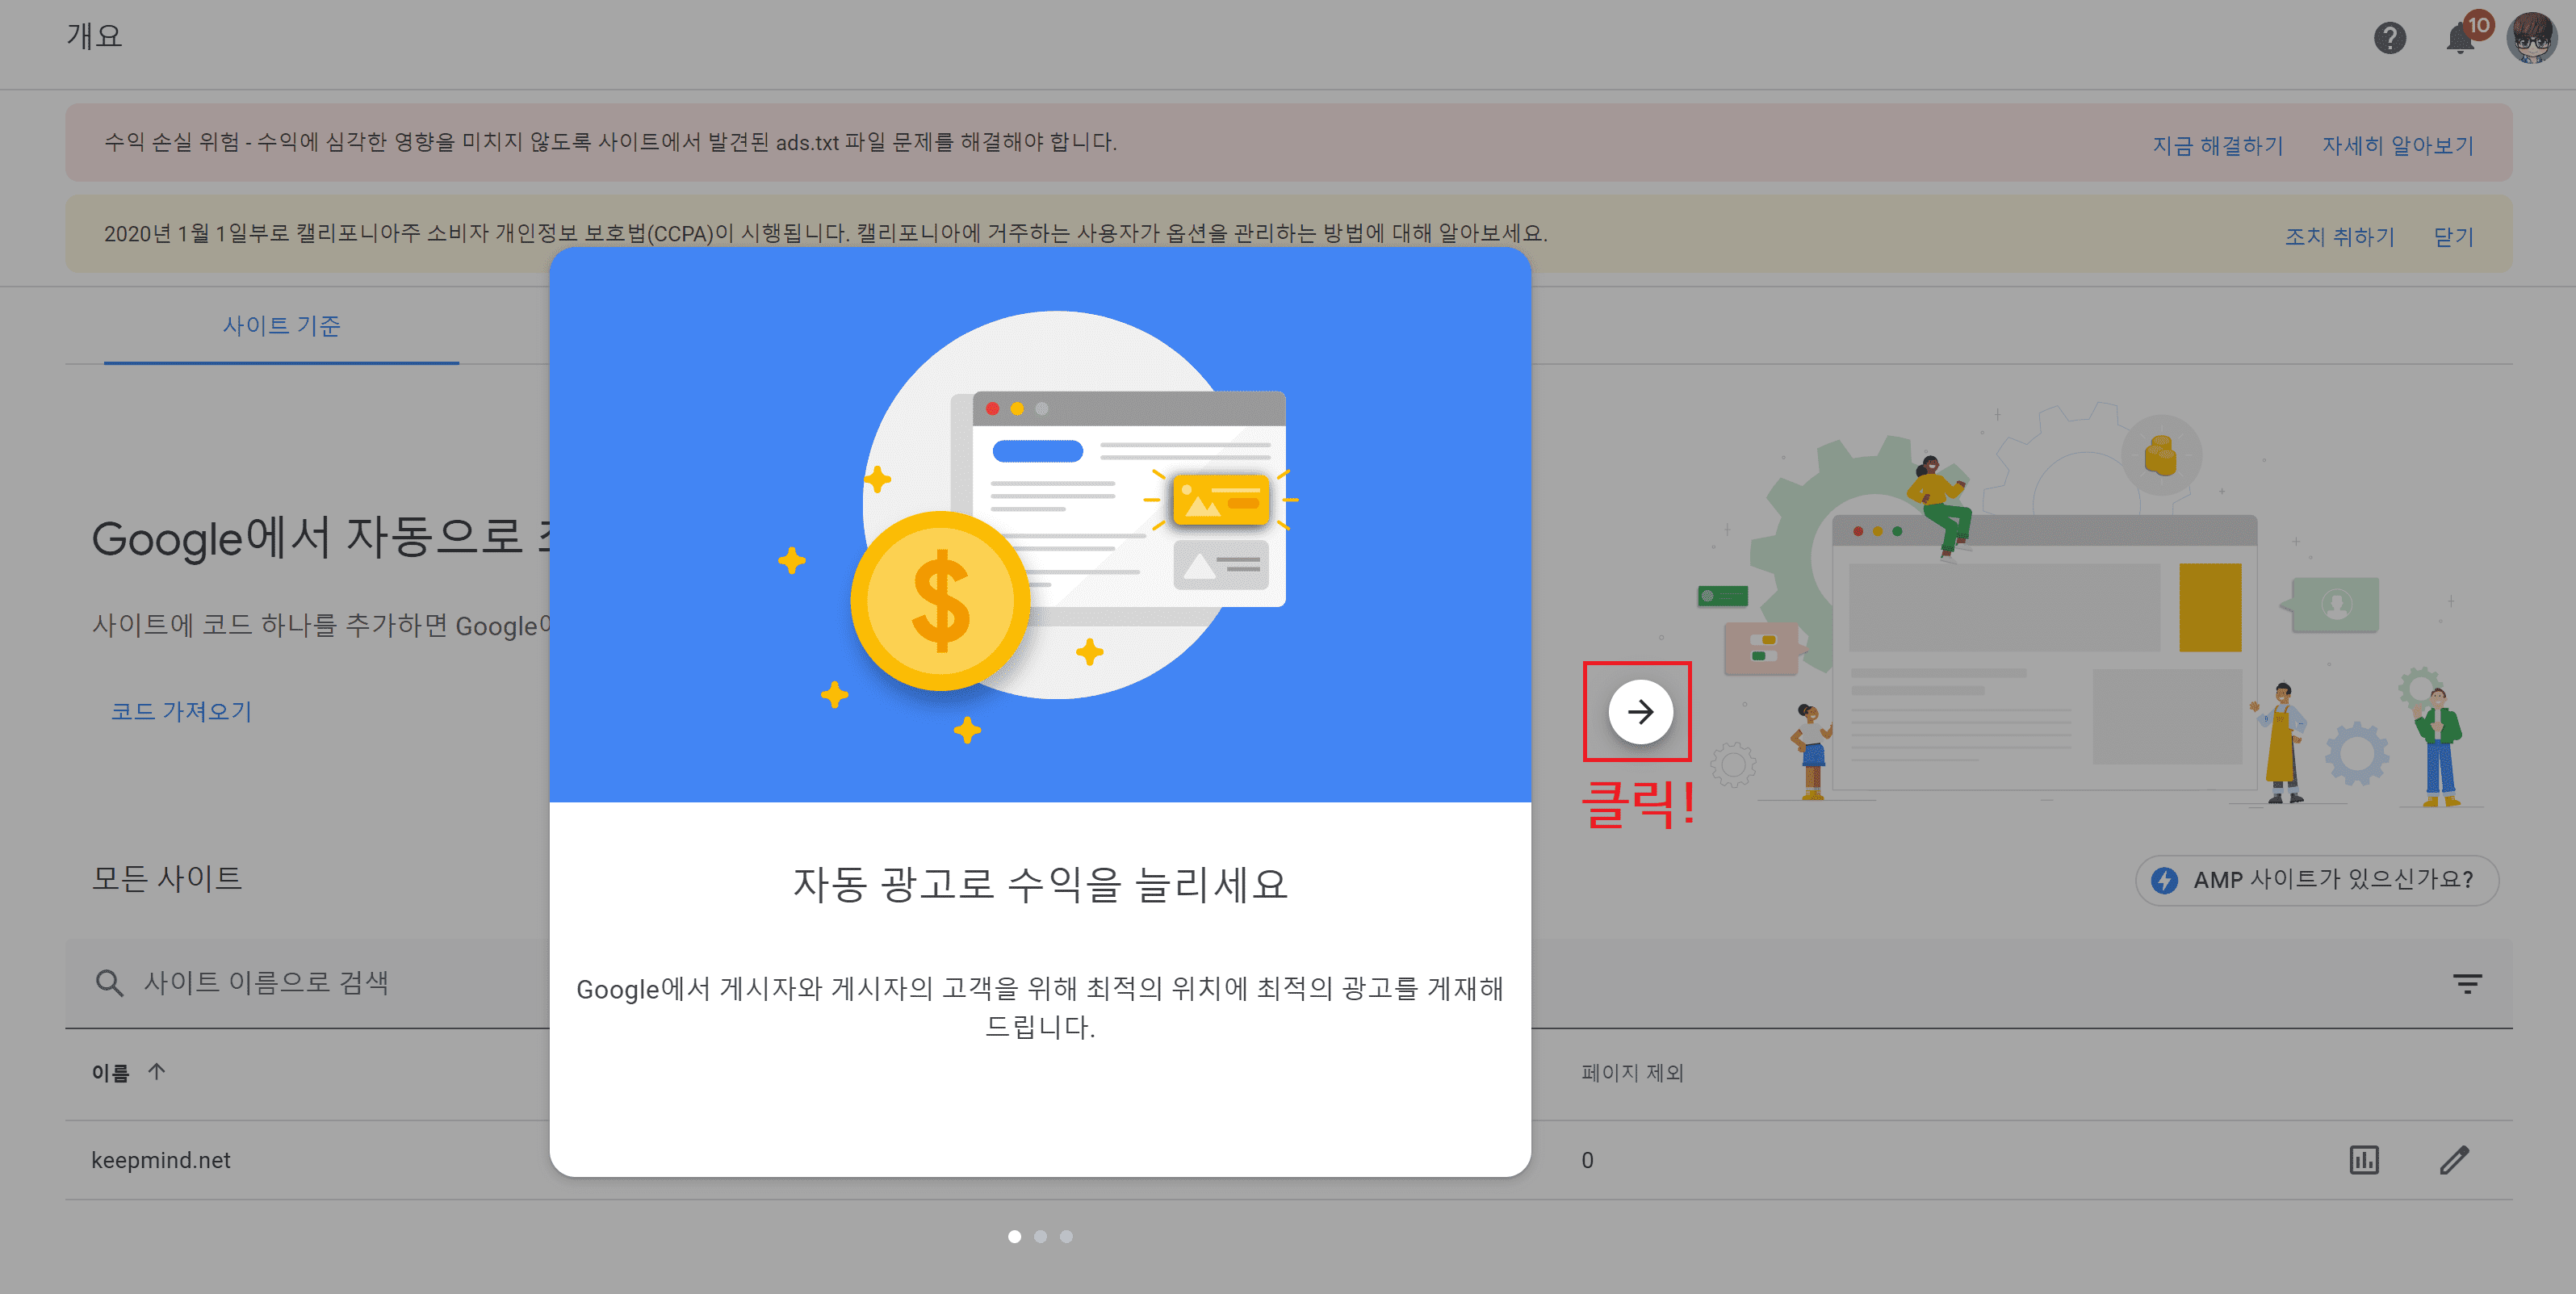 개요
10
수익 손실 위험 - 수익에 심각한 영향을 미치지 않도록 사이트에서 발견된 ads.txt 파일 문제를 해결해야 합니다.
지금 해결하기
자세히 알아보기
2020년 1월 1일부로 캘리포니아주 소비자 개인정보 보호법(CCPA)이 시행됩니다. 캘리포니아에 거주하는 사용자가 옵션을 관리하는 방법에 대해 알아보세요.
조치 취하기
닫기
사이트 기준
Google에서 자동으로
사이트에 코드 하나를 추가하면
코드 가져오기
클릭!
자동 광고로 수익을 늘리세요
Google에서 게시자와 게시자의 고객을 위해 최적의 위치에 최적의 광고를 게재해
드립니다.
모든 사이트
AMP 사이트가 있으신가요?
사이트 이름으로 검색
이름
페이지 제외
keepmind.net
0